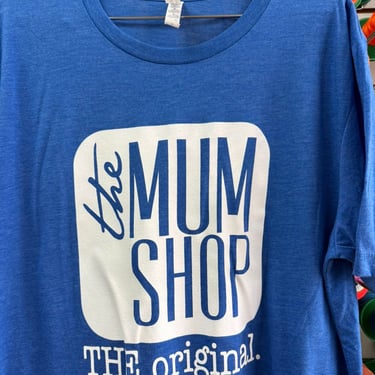 the MUM
SHOP
THE original.